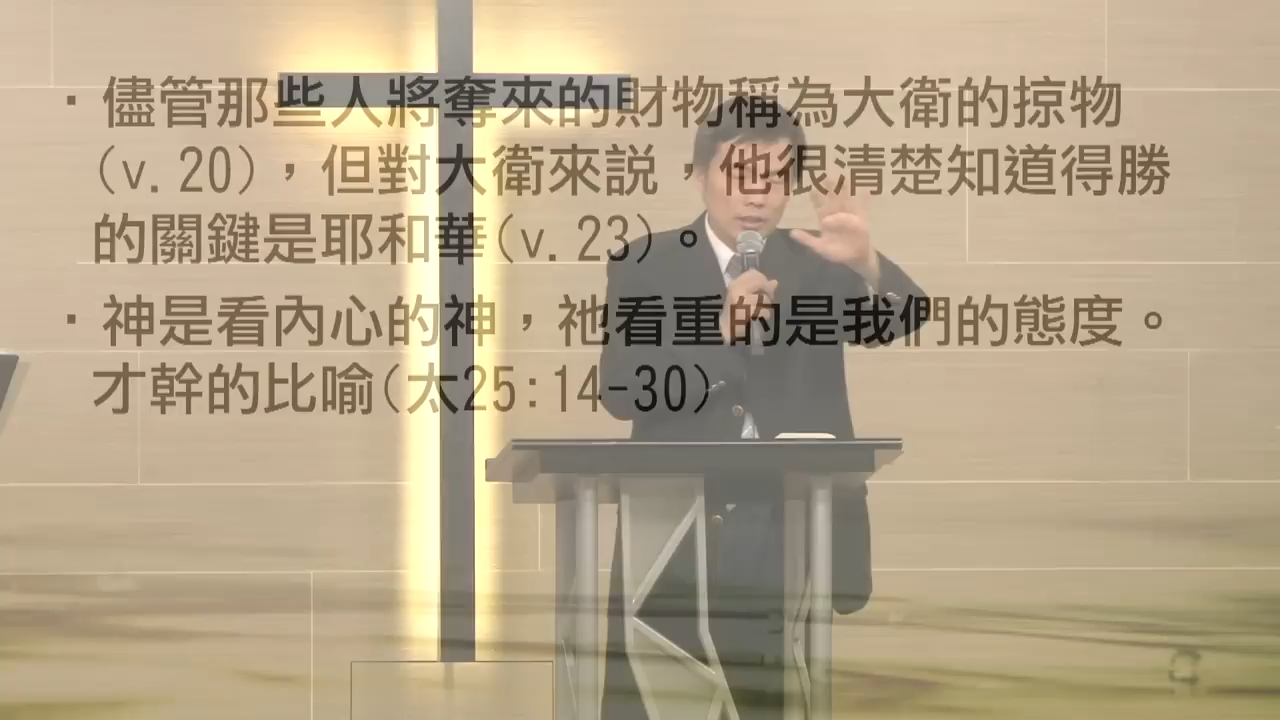 · 儘管那些人將奪來的財物稱為大衛的掠物
(v.20)，但對大衛來説，他很清楚知道得勝
的關鍵是耶和華(v.23)。
· 神是看內心的神，祂看重的是我們的態度。
才幹的比喻(太25:14-30)